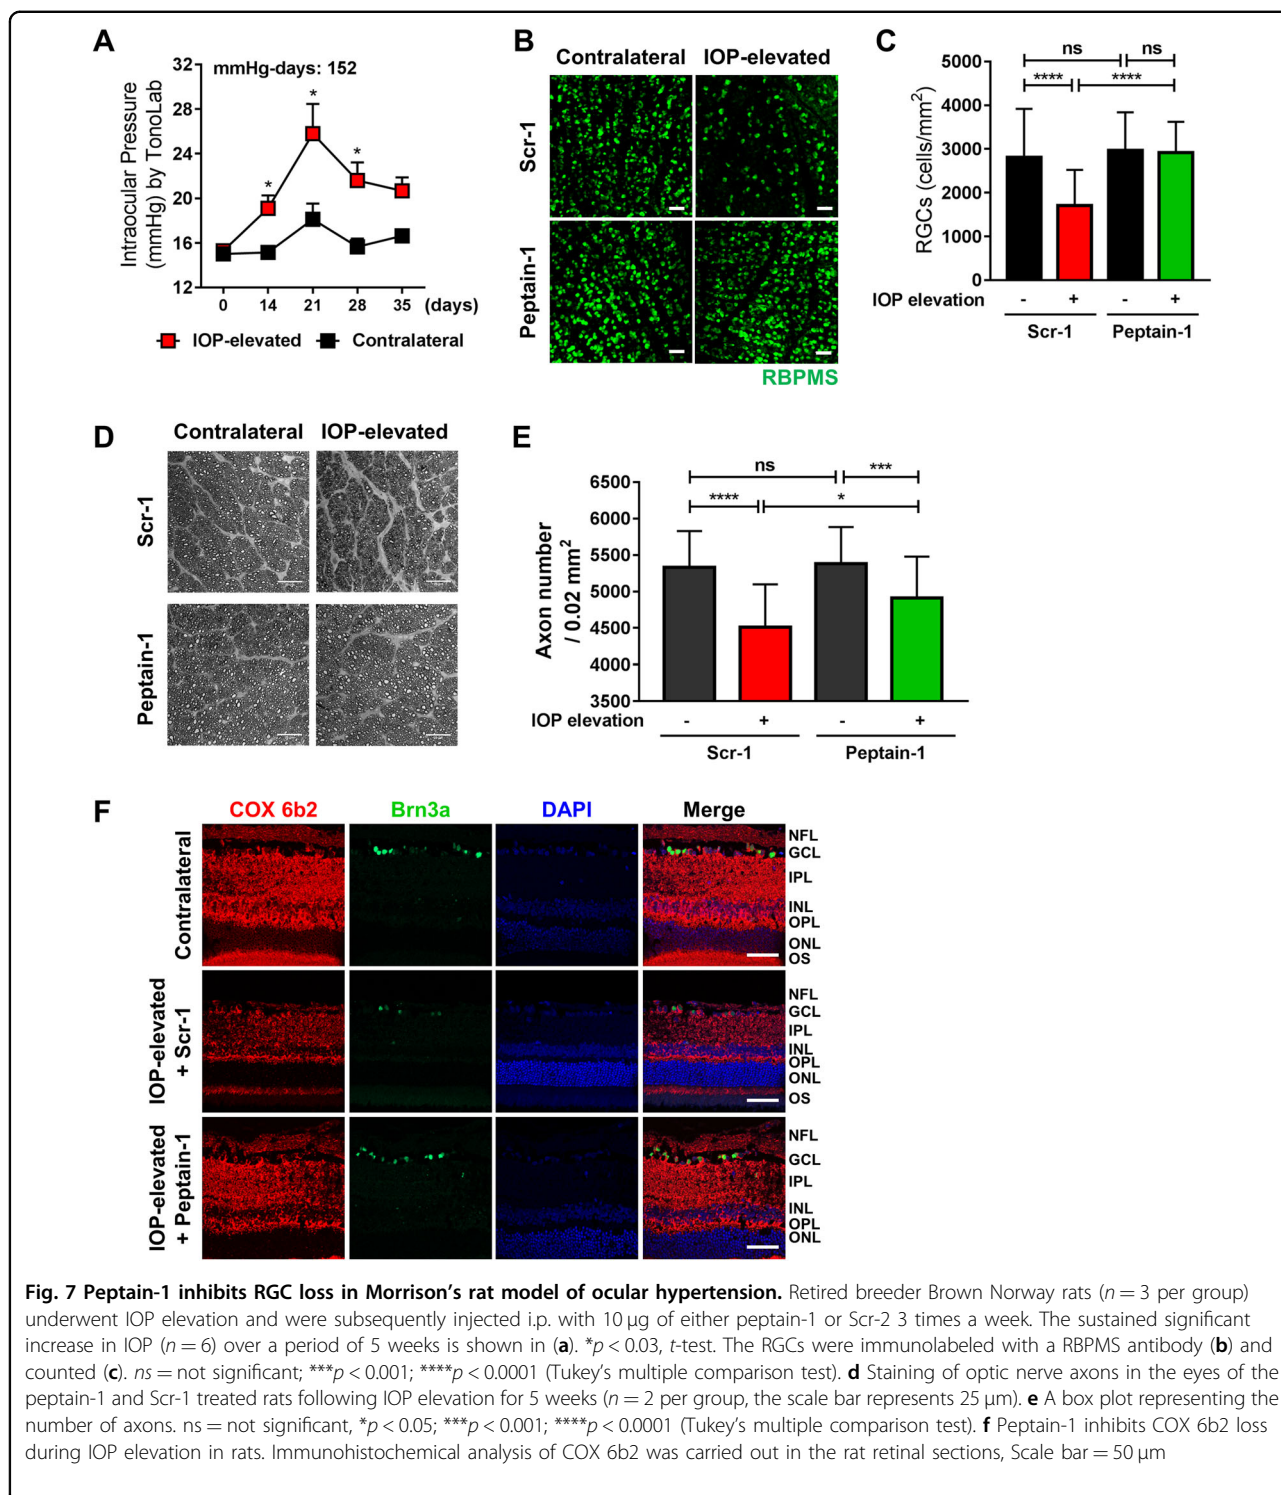 A
mmHg-days: 152
Intraocular Pressure
(mmHg) by TonoLab
32
28
24
20
16
12
*
*
*
0 14 21 28 35 (days)
IOP-elevated Contralateral
B
Contralateral IOP-elevated
Scr-1
Peptain-1
RBPMS
C
ns ns
**** ****
RGCs (cells/mm²)
5000
4000
3000
2000
1000
0
IOP elevation - + - +
Scr-1 Peptain-1
D
Contralateral IOP-elevated
Scr-1
Peptain-1
E
ns ***
**** *
Axon number
/ 0.02 mm²
6500
6000
5500
5000
4500
4000
3500
IOP elevation - + - +
Scr-1 Peptain-1
F
COX 6b2 Brn3a DAPI Merge
Contralateral
NFL
GCL
IPL
INL
OPL
ONL
OS
IOP-elevated
+ Scr-1
NFL
GCL
IPL
INL
OPL
ONL
OS
IOP-elevated
+ Peptain-1
NFL
GCL
IPL
INL
OPL
ONL
Fig. 7 Peptain-1 inhibits RGC loss in Morrison's rat model of ocular hypertension. Retired breeder Brown Norway rats (n = 3 per group)
underwent IOP elevation and were subsequently injected i.p. with 10 µg of either peptain-1 or Scr-2 3 times a week. The sustained significant
increase in IOP (n = 6) over a period of 5 weeks is shown in (a). *p < 0.03, t-test. The RGCs were immunolabeled with a RBPMS antibody (b) and
counted (c). ns = not significant; ***p < 0.001; ****p < 0.0001 (Tukey's multiple comparison test). d Staining of optic nerve axons in the eyes of the
peptain-1 and Scr-1 treated rats following IOP elevation for 5 weeks (n = 2 per group, the scale bar represents 25 µm). e A box plot representing the
number of axons. ns = not significant, *p < 0.05; ***p < 0.001; ****p < 0.0001 (Tukey's multiple comparison test). f Peptain-1 inhibits COX 6b2 loss
during IOP elevation in rats. Immunohistochemical analysis of COX 6b2 was carried out in the rat retinal sections, Scale bar = 50 µm